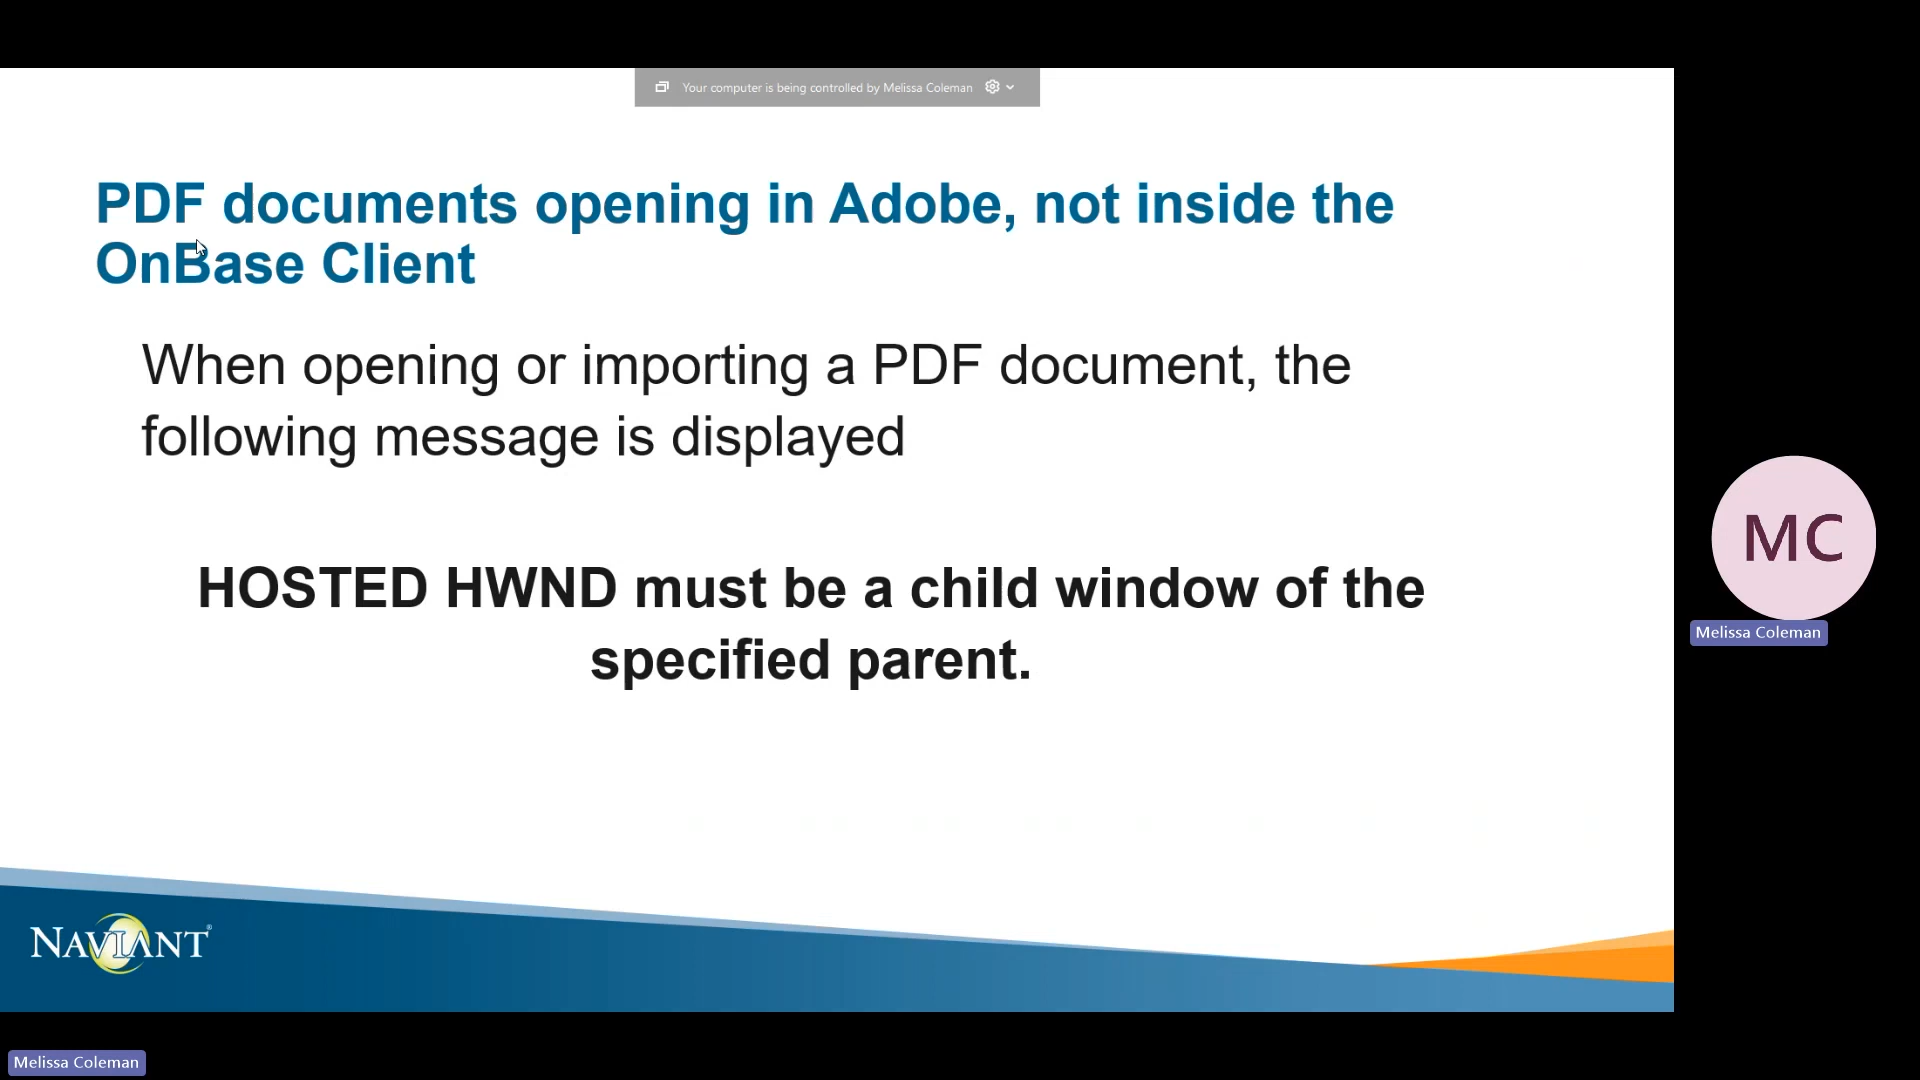 Your computer is being controlled by Melissa Coleman
PDF documents opening in Adobe, not inside the
OnBase Client
When opening or importing a PDF document, the
following message is displayed
HOSTED HWND must be a child window of the
specified parent.
MC
Melissa Coleman
NAVIANT®
Melissa Coleman